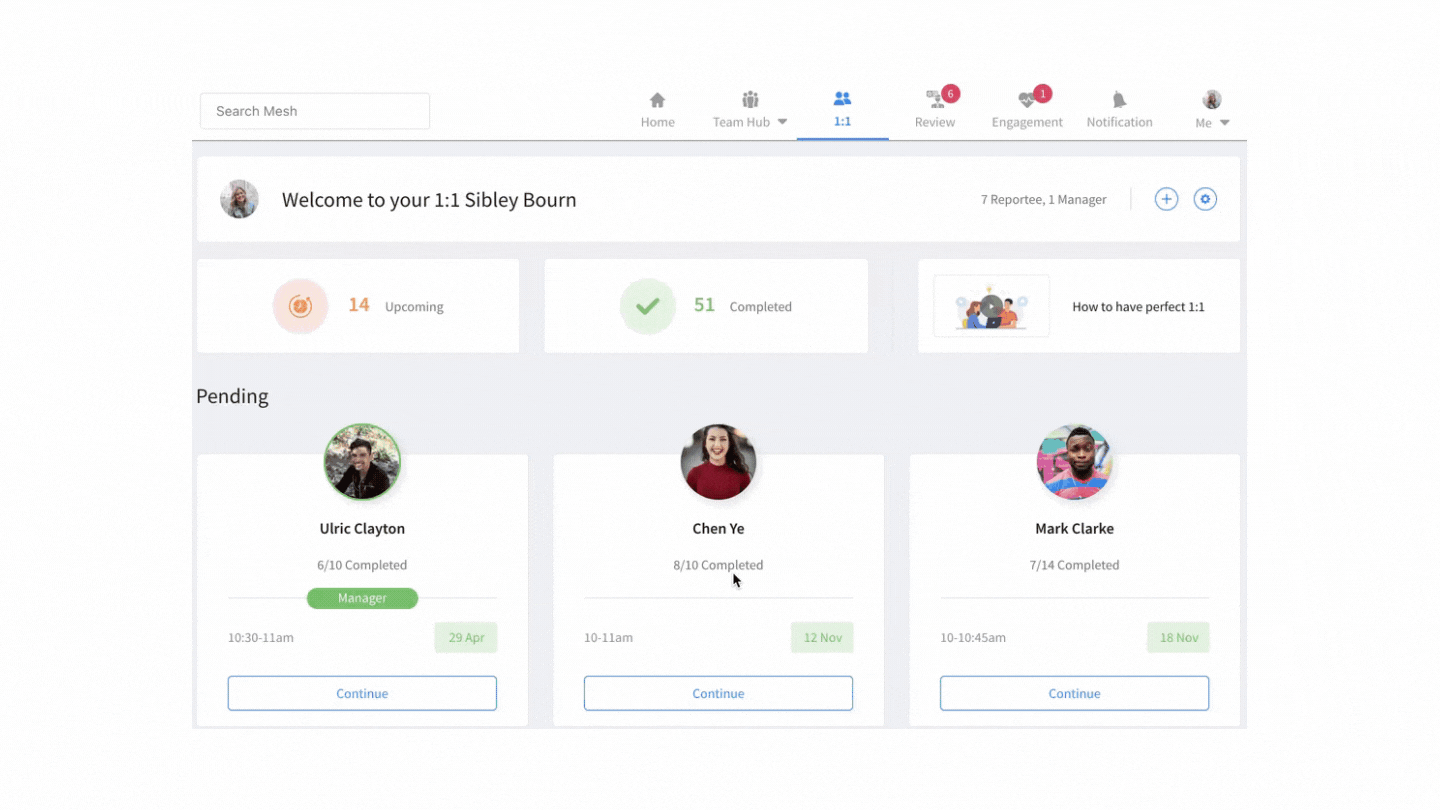 Search Mesh
Home
Team Hub
1:1
6
Review
1
Engagement
Notification
Me
Welcome to your 1:1 Sibley Bourn
7 Reportee, 1 Manager
14 Upcoming
51 Completed
How to have perfect 1:1
Pending
Ulric Clayton
6/10 Completed
Manager
10:30-11am
29 Apr
Continue
Chen Ye
8/10 Completed
10-11am
12 Nov
Continue
Mark Clarke
7/14 Completed
10-10:45am
18 Nov
Continue